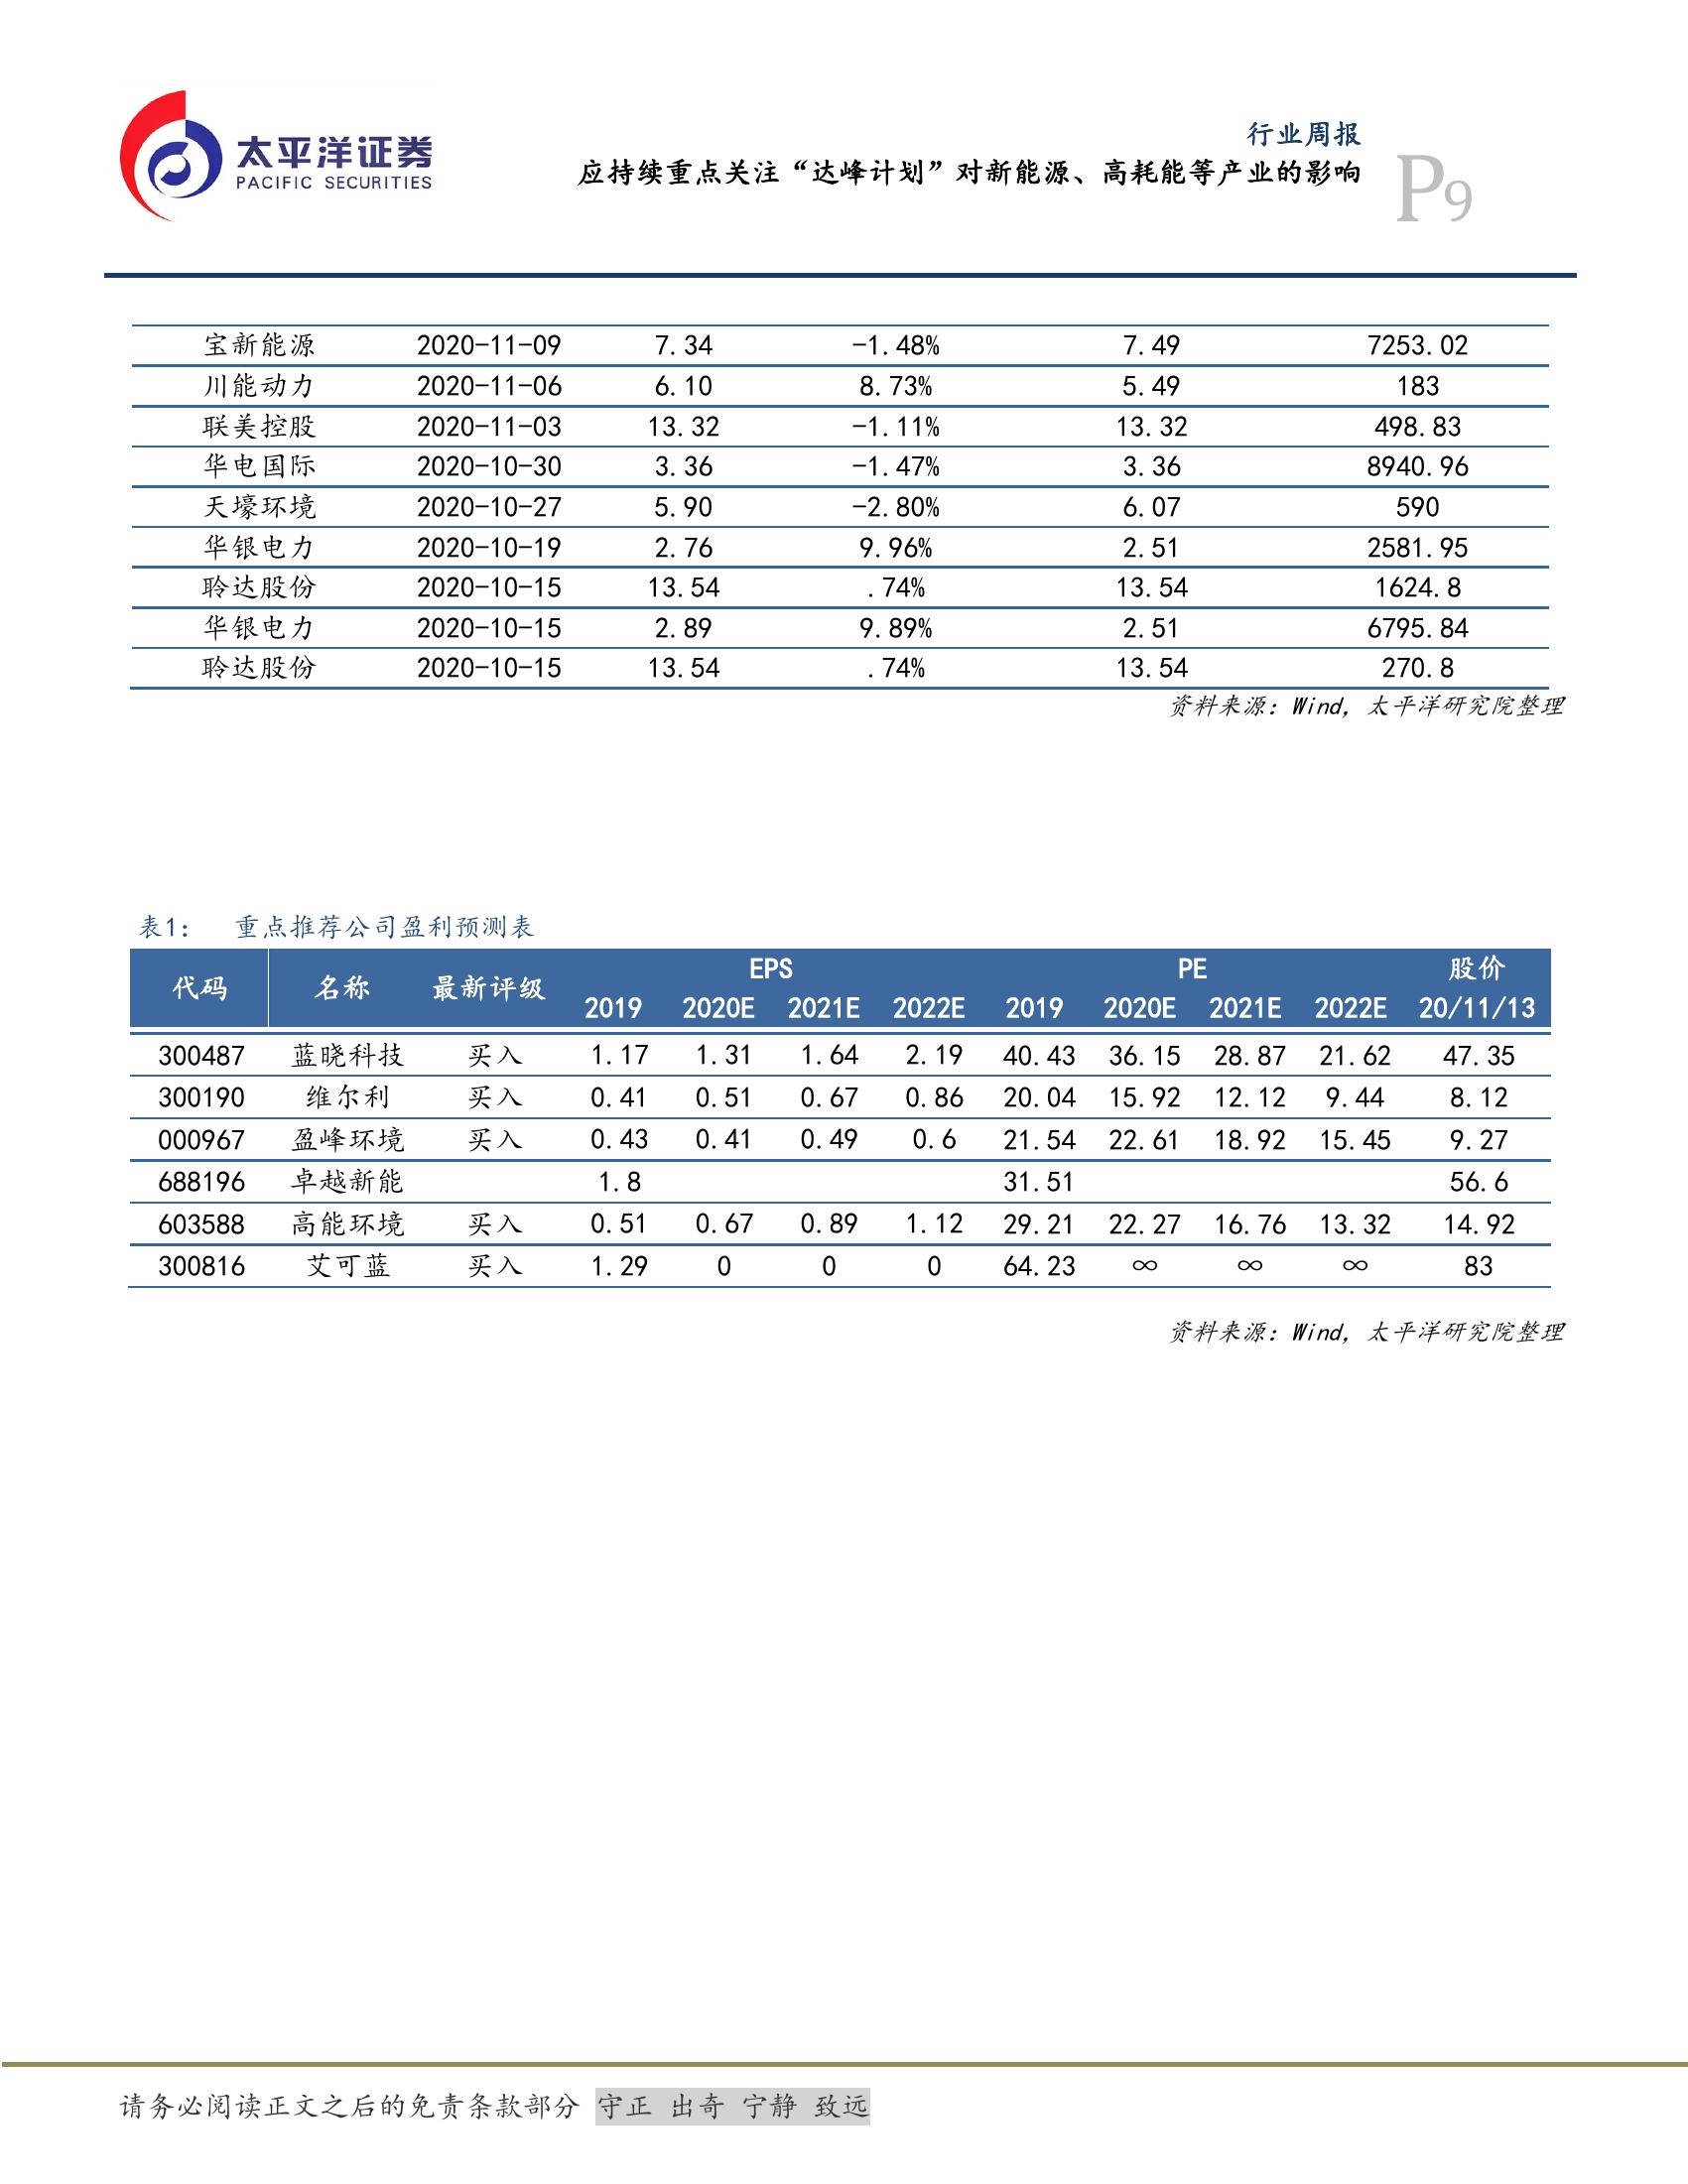 太平洋证券
PACIFIC SECURITIES
行业周报
应持续重点关注“达峰计划”对新能源、高耗能等产业的影响
P9
宝新能源 2020-11-09 7.34 -1.48% 7.49 7253.02
川能动力 2020-11-06 6.10 8.73% 5.49 183
联美控股 2020-11-03 13.32 -1.11% 13.32 498.83
华电国际 2020-10-30 3.36 -1.47% 3.36 8940.96
天壕环境 2020-10-27 5.90 -2.80% 6.07 590
华银电力 2020-10-19 2.76 9.96% 2.51 2581.95
聆达股份 2020-10-15 13.54 .74% 13.54 1624.8
华银电力 2020-10-15 2.89 9.89% 2.51 6795.84
聆达股份 2020-10-15 13.54 .74% 13.54 270.8
资料来源：Wind，太平洋研究院整理
表1： 重点推荐公司盈利预测表
代码 名称 最新评级 EPS PE 股价
2019 2020E 2021E 2022E 2019 2020E 2021E 2022E 20/11/13
300487 蓝晓科技 买入 1.17 1.31 1.64 2.19 40.43 36.15 28.87 21.62 47.35
300190 维尔利 买入 0.41 0.51 0.67 0.86 20.04 15.92 12.12 9.44 8.12
000967 盈峰环境 买入 0.43 0.41 0.49 0.6 21.54 22.61 18.92 15.45 9.27
688196 卓越新能 1.8 31.51 56.6
603588 高能环境 买入 0.51 0.67 0.89 1.12 29.21 22.27 16.76 13.32 14.92
300816 艾可蓝 买入 1.29 0 0 0 64.23 ∞ ∞ ∞ 83
资料来源：Wind，太平洋研究院整理
请务必阅读正文之后的免责条款部分 守正 出奇 宁静 致远